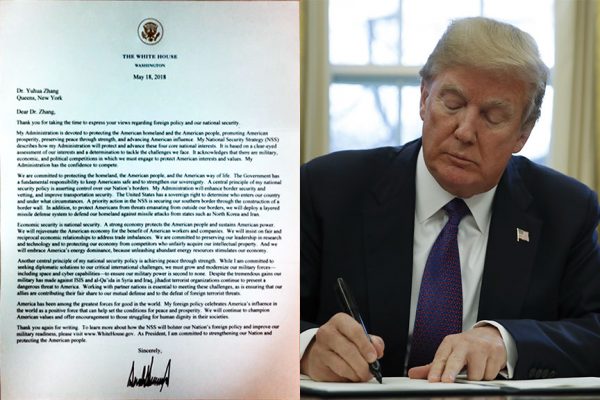 THE WHITE HOUSE
WASHINGTON
May 18, 2018
Dr. Yuhua Zhang
Queens, New York
Dear Dr. Zhang,
Thank you for taking the time to express your views regarding foreign policy and our national security.
My Administration is devoted to protecting the American homeland and the American people, promoting American
prosperity, preserving peace through strength, and advancing American influence. My National Security Strategy (NSS)
describes how my Administration will protect and advance these four core national interests. It is based on a clear-eyed
assessment of our interests and a determination to tackle the challenges we face. It acknowledges that there are military,
economic, and political competitions in which we must engage to protect American interests and values. My
Administration has the confidence to compete.
We are committed to protecting the homeland, the American people, and the American way of life. The Government has
a fundamental responsibility to keep Americans safe and to strengthen our sovereignty. A central principle of my national
security policy is asserting control over our Nation's borders. My Administration will enhance border security and
vetting, and improve transportation security. The United States has a sovereign right to determine who enters our country
and under what circumstances. A priority action in the NSS is securing our southern border through the construction of a
border wall. In addition, to protect Americans from threats emanating from outside our borders, we will deploy a layered
missile defense system to defend our homeland against missile attacks from states such as North Korea and Iran.
Economic security is national security. A strong economy protects the American people and sustains American power.
We will rejuvenate the American economy for the benefit of American workers and companies. We will insist on fair and
reciprocal economic relationships to address trade imbalances. We are committed to preserving our leadership in research
and technology and to protecting our economy from competitors who unfairly acquire our intellectual property. And we
will embrace America's energy dominance, because unleashing abundant energy resources stimulates our economy.
Another central principle of my national security policy is achieving peace through strength. While I am committed to
seeking diplomatic solutions to our critical international challenges, we must grow and modernize our military forces—
including space and cyber capabilities—to ensure our military power is second to none. Despite the tremendous gains our
military has made against ISIS and al-Qa'ida in Syria and Iraq, jihadist terrorist organizations continue to present a
dangerous threat to America. Working with partner nations is essential to meeting these challenges, as is ensuring that our
allies are contributing their fair share to our mutual defense and to the defeat of foreign terrorist threats.
America has been among the greatest forces for good in the world. My foreign policy celebrates America's influence in
the world as a positive force that can help set the conditions for peace and prosperity. We will continue to champion
American values and offer encouragement to those struggling for human dignity in their societies.
Thank you again for writing. To learn more about how the NSS will bolster our Nation's foreign policy and improve our
military readiness, please visit www.WhiteHouse.gov. As President, I am committed to strengthening our Nation and
protecting the American people.
Sincerely,